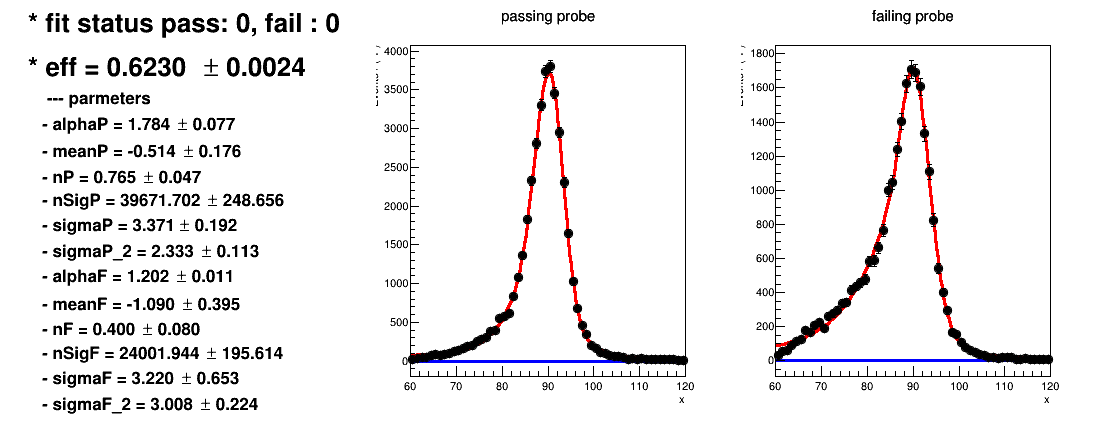 * fit status pass: 0, fail : 0
* eff = 0.6230 ± 0.0024
--- parmeters
- alphaP = 1.784 ± 0.077
- meanP = -0.514 ± 0.176
- nP = 0.765 ± 0.047
- nSigP = 39671.702 ± 248.656
- sigmaP = 3.371 ± 0.192
- sigmaP_2 = 2.333 ± 0.113
- alphaF = 1.202 ± 0.011
- meanF = -1.090 ± 0.395
- nF = 0.400 ± 0.080
- nSigF = 24001.944 ± 195.614
- sigmaF = 3.220 ± 0.653
- sigmaF_2 = 3.008 ± 0.224
passing probe
4000
3500
3000
2500
2000
1500
1000
500
0
60 70 80 90 100 110 120
x
failing probe
1800
1600
1400
1200
1000
800
600
400
200
0
60 70 80 90 100 110 120
x